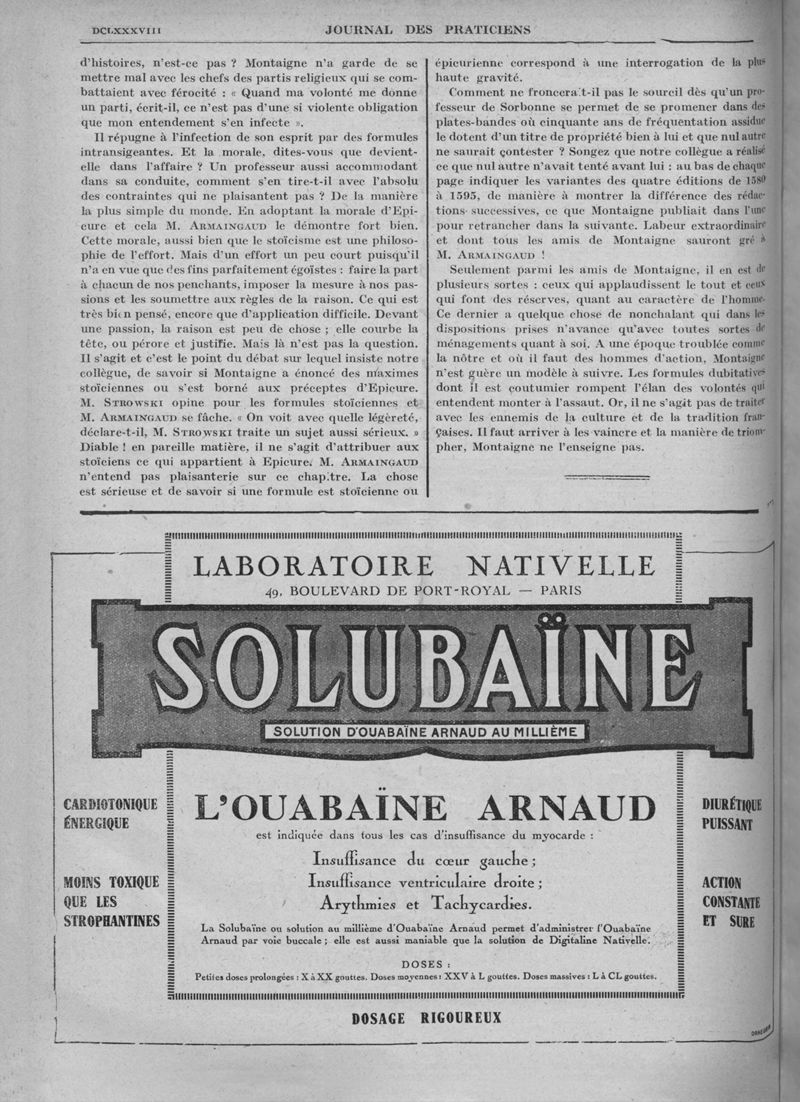 DCLXXXVIII
JOURNAL DES PRATICIENS
d'histoires, n'est-ce pas ? Montaigne n'a garde de se
mettre mal avec les chefs des partis religieux qui se com-
battaient avec férocité : « Quand ma volonté me donne
un parti, écrit-il, ce n'est pas d'une si violente obligation
que mon entendement s'en infecte ».
Il répugne à l'infection de son esprit par des formules
intransigeantes. Et la morale, dites-vous que devient-
elle dans l'affaire ? Un professeur aussi accommodant
dans sa conduite, comment s'en tire-t-il avec l'absolu
des contraintes qui ne plaisantent pas ? De la manière
la plus simple du monde. En adoptant la morale d'Epi-
cure et cela M. ARMAINGAUD le démontre fort bien.
Cette morale, aussi bien que le stoïcisme est une philoso-
phie de l'effort. Mais d'un effort un peu court puisqu'il
n'a en vue que des fins parfaitement égoïstes : faire la part
à chacun de nos penchants, imposer la mesure à nos pas-
sions et les soumettre aux règles de la raison. Ce qui est
très bien pensé, encore que d'application difficile. Devant
une passion, la raison est peu de chose ; elle courbe la
tête, ou pérore et justifie. Mais là n'est pas la question.
Il s'agit et c'est le point du débat sur lequel insiste notre
collègue, de savoir si Montaigne a énoncé des maximes
stoïciennes ou s'est borné aux préceptes d'Epicure.
M. STROWSKI opine pour les formules stoïciennes et
M. ARMAINGAUD se fâche. « On voit avec quelle légèreté,
déclare-t-il, M. STROWSKI traite un sujet aussi sérieux. »
Diable ! en pareille matière, il ne s'agit d'attribuer aux
stoïciens ce qui appartient à Epicure. M. ARMAINGAUD
n'entend pas plaisanterie sur ce chapitre. La chose
est sérieuse et de savoir si une formule est stoïcienne ou
épicurienne correspond à une interrogation de la plus
haute gravité.
Comment ne froncerait-il pas le sourcil dès qu'un pro-
fesseur de Sorbonne se permet de se promener dans des
plates-bandes où cinquante ans de fréquentation assidue
le dotent d'un titre de propriété bien à lui et que nul autre
ne saurait çontester ? Songez que notre collègue a réalisé
ce que nul autre n'avait tenté avant lui : au bas de chaque
page indiquer les variantes des quatre éditions de 1580
à 1595, de manière à montrer la différence des rédac-
tions successives, ce que Montaigne publiait dans l'une
pour retrancher dans la suivante. Labeur extraordinaire
et dont tous les amis de Montaigne sauront gré à
M. ARMAINGAUD !
Seulement parmi les amis de Montaigne, il en est de
plusieurs sortes : ceux qui applaudissent le tout et ceux
qui font des réserves, quant au caractère de l'homme.
Ce dernier a quelque chose de nonchalant qui dans les
dispositions prises n'avance qu'avec toutes sortes de
ménagements quant à soi. A une époque troublée comme
la nôtre et où il faut des hommes d'action, Montaigne
n'est guère un modèle à suivre. Les formules dubitatives
dont il est çoutumier rompent l'élan des volontés qui
entendent monter à l'assaut. Or, il ne s'agit pas de traiter
avec les ennemis de la culture et de la tradition fran-
çaises. Il faut arriver à les vaincre et la manière de triom-
pher, Montaigne ne l'enseigne pas.
LABORATOIRE NATIVELLE
49, BOULEVARD DE PORT-ROYAL — PARIS
SOLUBAÏNE
SOLUTION D'OUABAÏNE ARNAUD AU MILLIÈME
CARDIOTONIQUE
ÉNERGIQUE
MOINS TOXIQUE
QUE LES
STROPHANTINES
L'OUABAÏNE ARNAUD
est indiquée dans tous les cas d'insuffisance du myocarde :
Insuffisance du cœur gauche ;
Insuffisance ventriculaire droite ;
Arythmies et Tachycardies.
La Solubaïne ou solution au millième d'Ouabaïne Arnaud permet d'administrer l'Ouabaïne
Arnaud par voie buccale ; elle est aussi maniable que la solution de Digitaline Nativelle.
DOSES :
Petites doses prolongées : X à XX gouttes. Doses moyennes : XXV à L gouttes. Doses massives : L à CL gouttes.
DIURÉTIQUE
PUISSANT
ACTION
CONSTANTE
ET SURE
DOSAGE RIGOUREUX